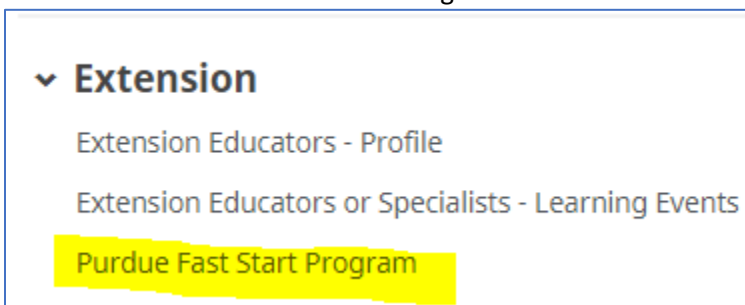 Extension
Extension Educators - Profile
Extension Educators or Specialists - Learning Events
Purdue Fast Start Program